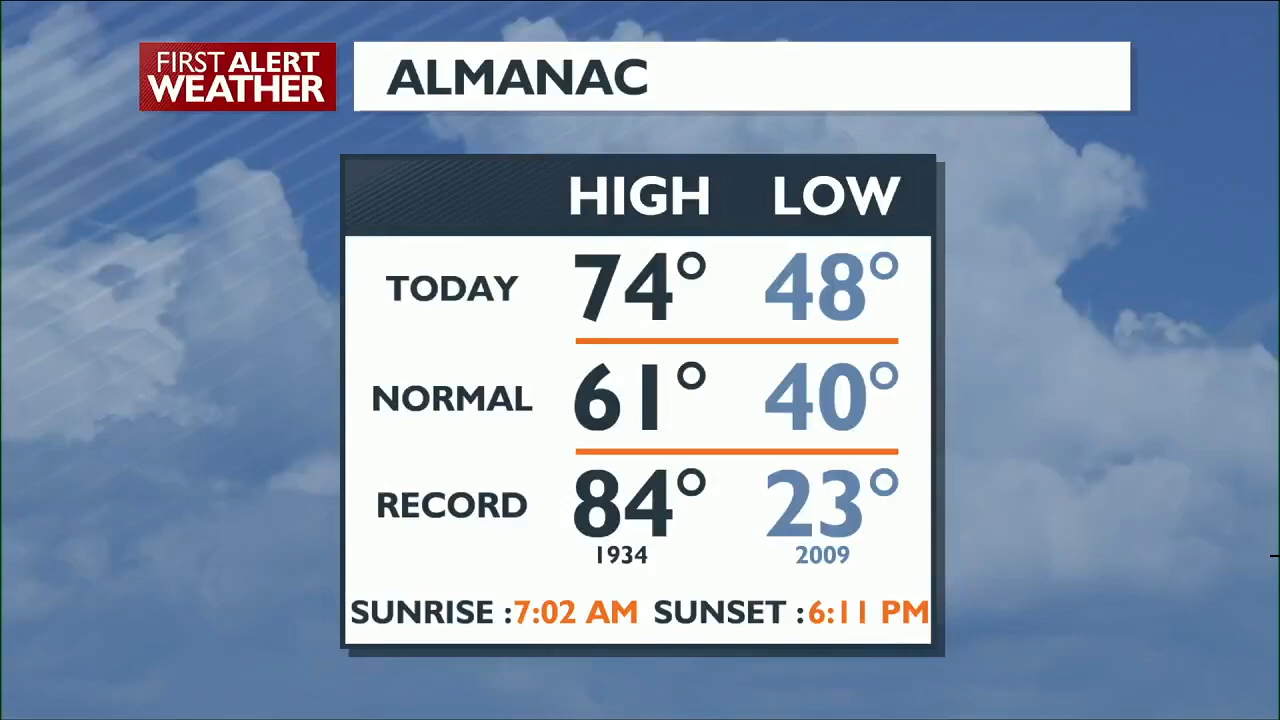 FIRST ALERT
WEATHER
ALMANAC
HIGH LOW
TODAY 74° 48°
NORMAL 61° 40°
RECORD 84° 23°
1934 2009
SUNRISE :7:02 AM SUNSET :6:11 PM